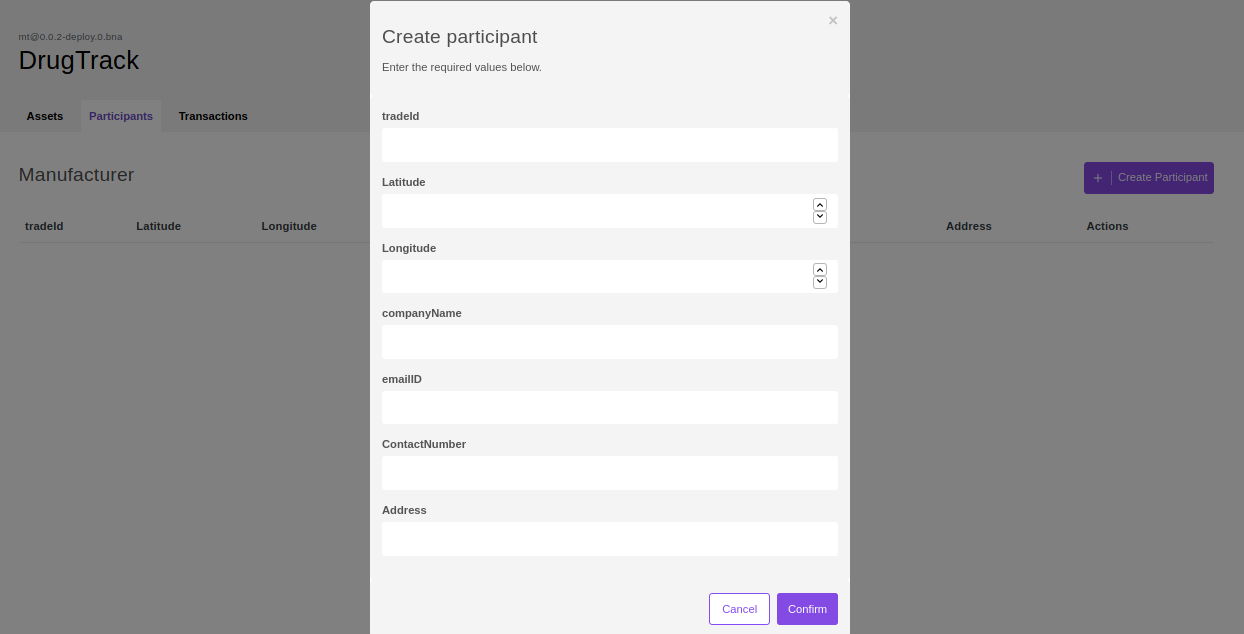 mt@0.0.2-deploy.0.bna
DrugTrack
Assets Participants Transactions
Manufacturer
+ Create Participant
tradeId Latitude Longitude Address Actions
×
Create participant
Enter the required values below.
tradeId
Latitude
Longitude
companyName
emailID
ContactNumber
Address
Cancel Confirm